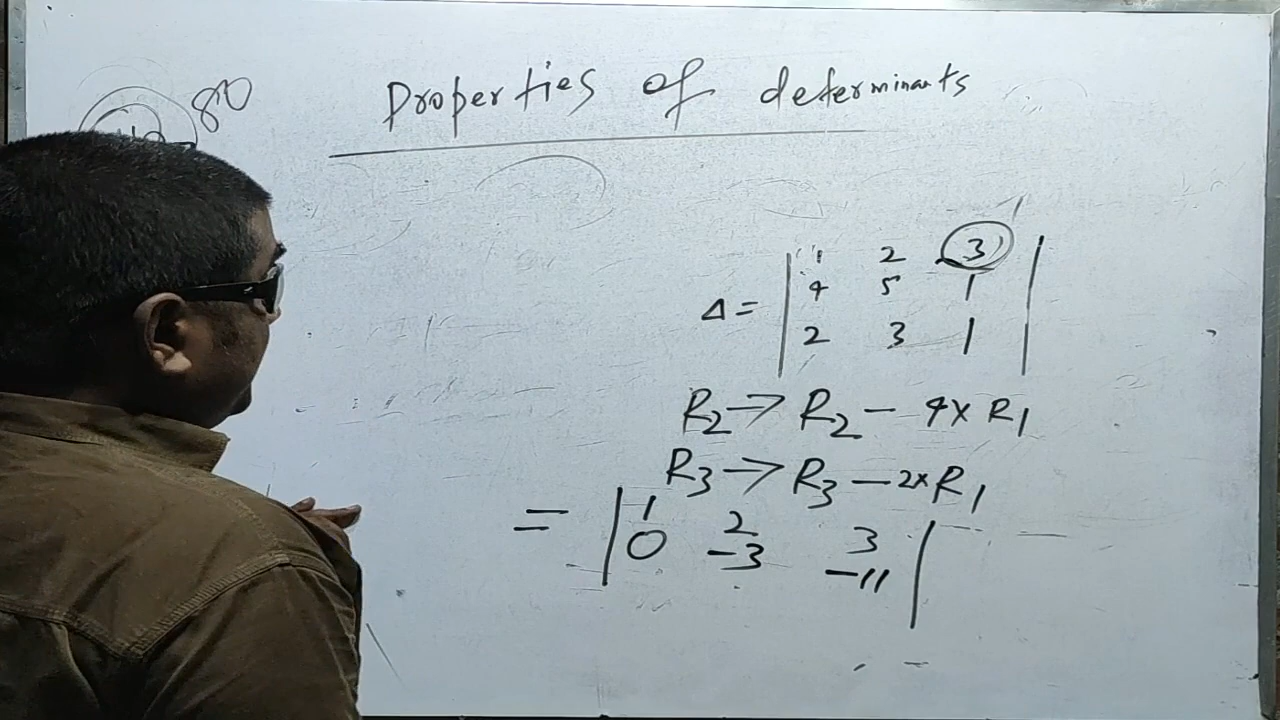 80
Properties of determinants
Δ = | 1 2 3 |
| 4 5 1 |
| 2 3 1 |
R2 → R2 – 4 x R1
R3 → R3 – 2x R1
= | 1 2 3 |
| 0 –3 –11 |